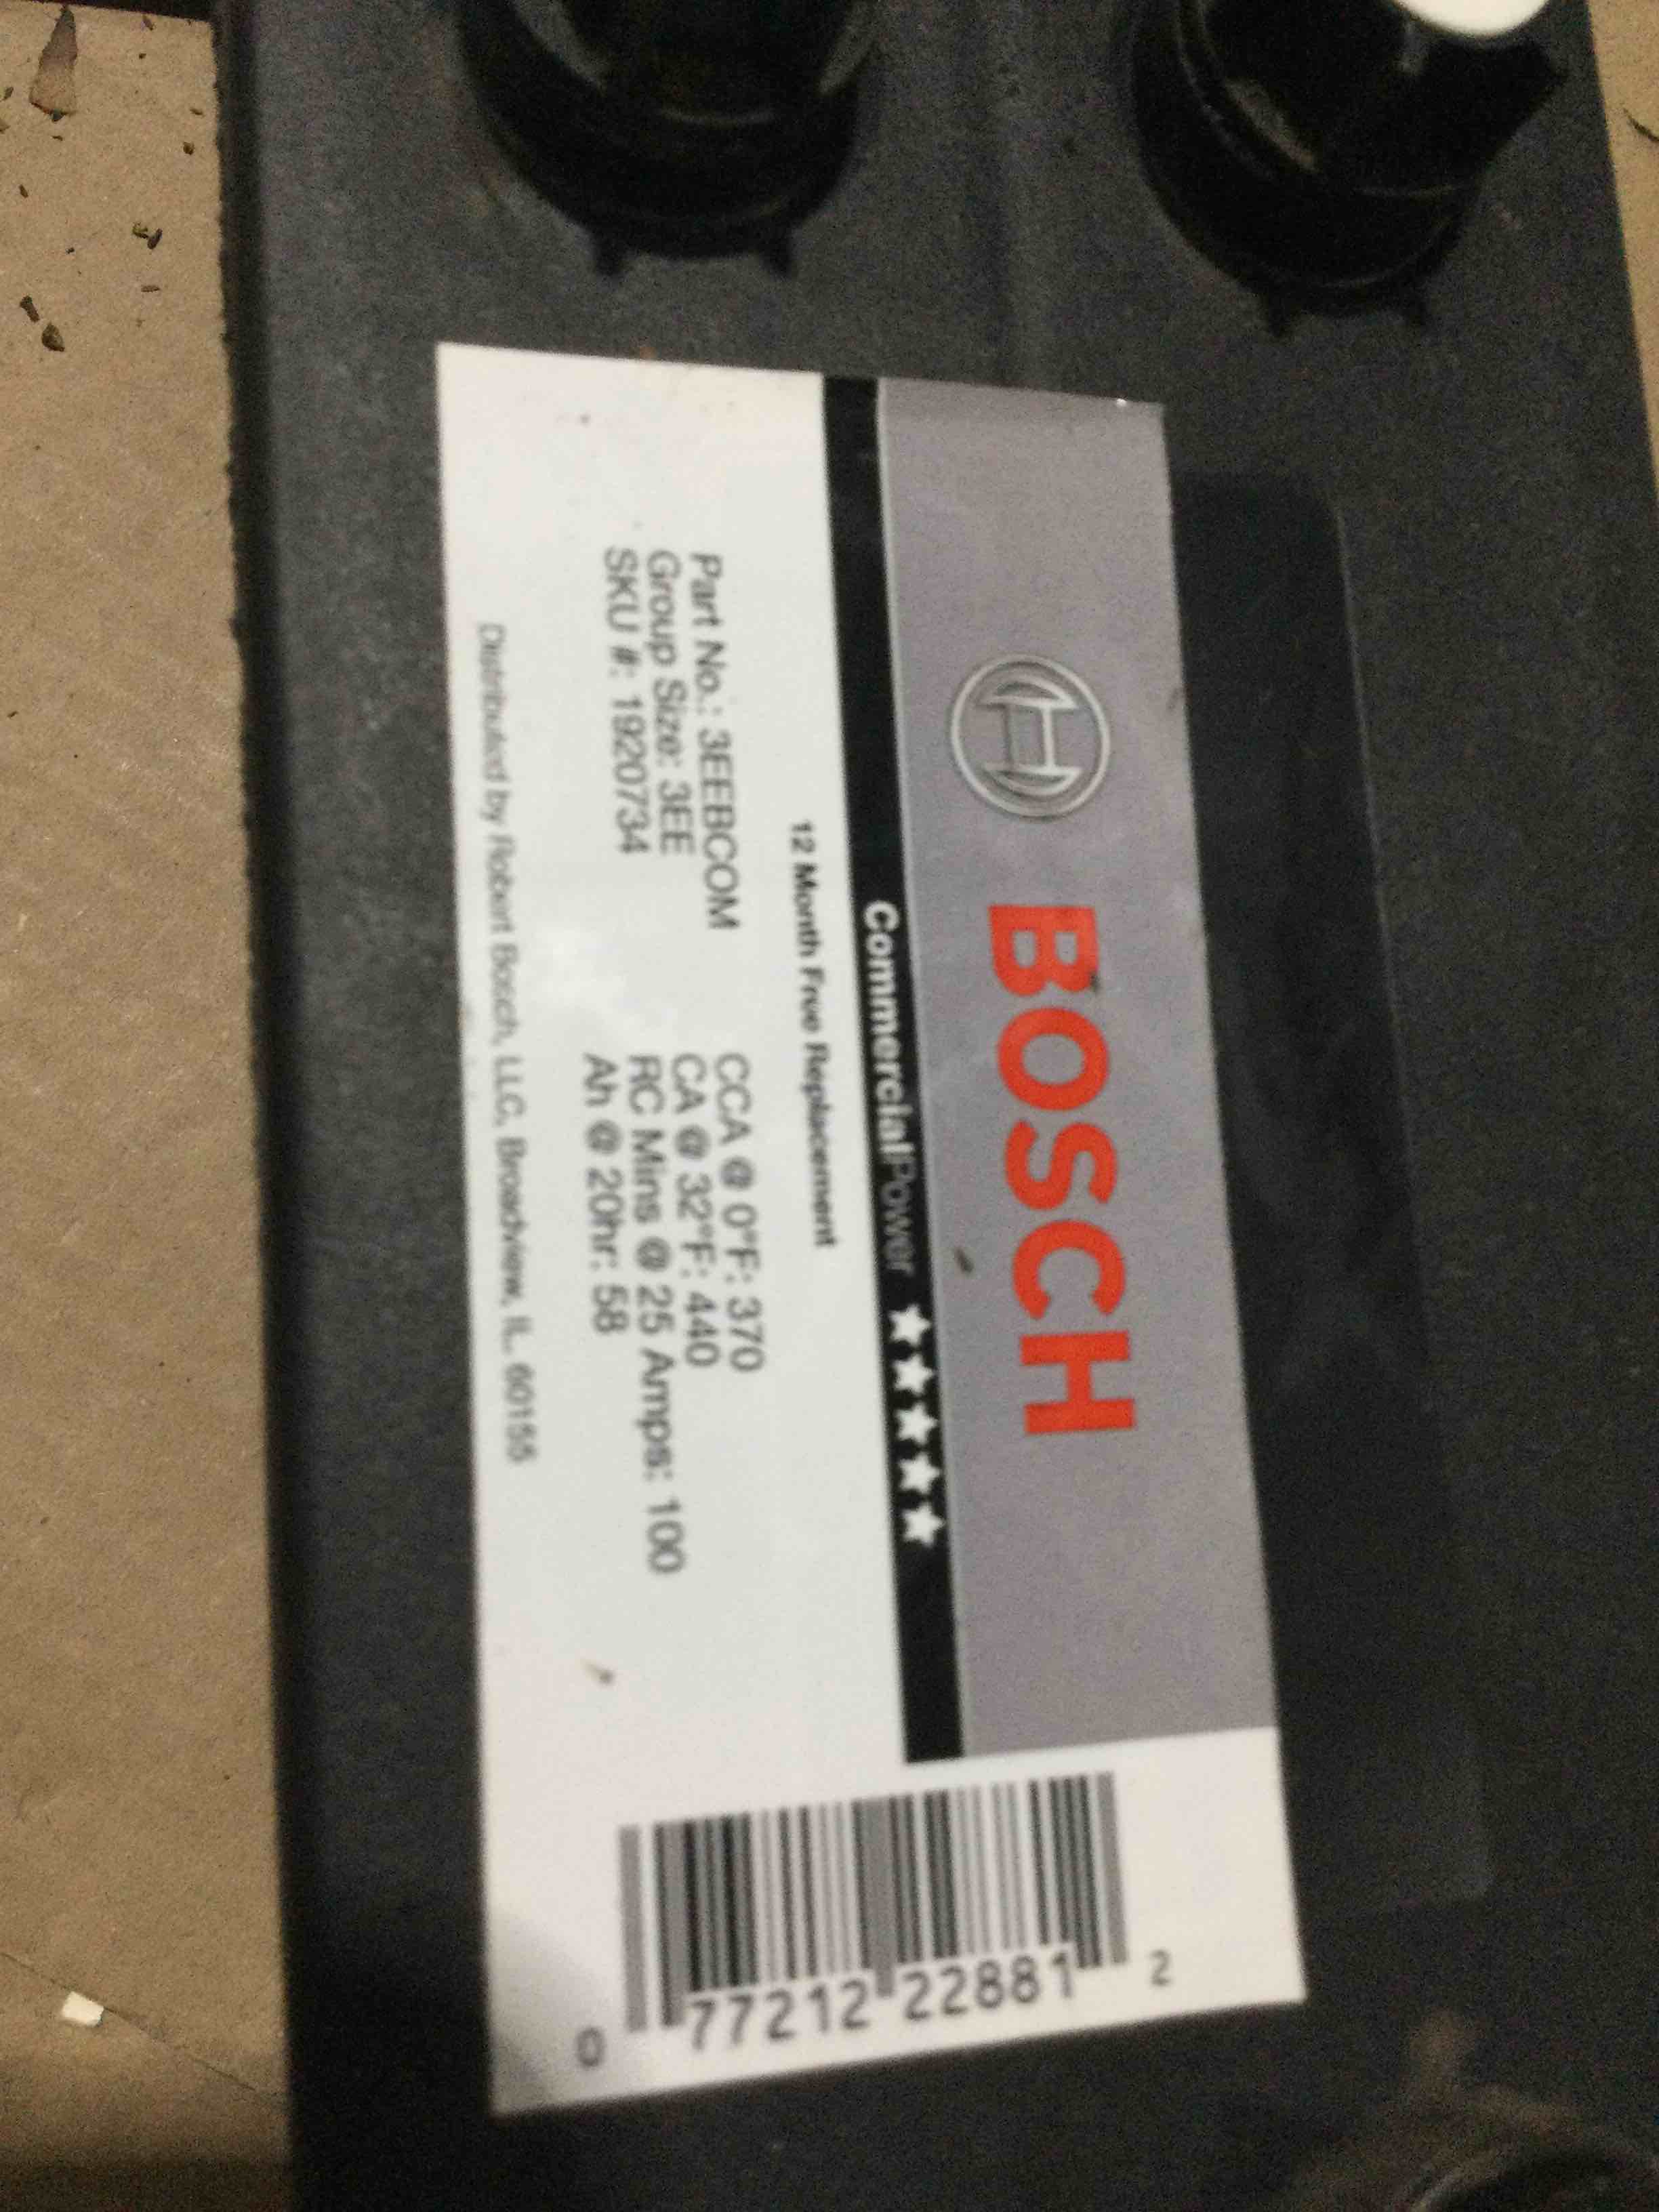 BOSCH
CommercialPower
12 Month Free Replacement
Part No.: 3EEBCOM
Group Size: 3EE
SKU #: 1920734
CCA @ 0°F: 370
CA @ 32°F: 440
RC Mins @ 25 Amps: 100
Ah @ 20hr: 58
Distributed by Robert Bosch, LLC, Broadview, IL. 60155
0 77212 22881 2